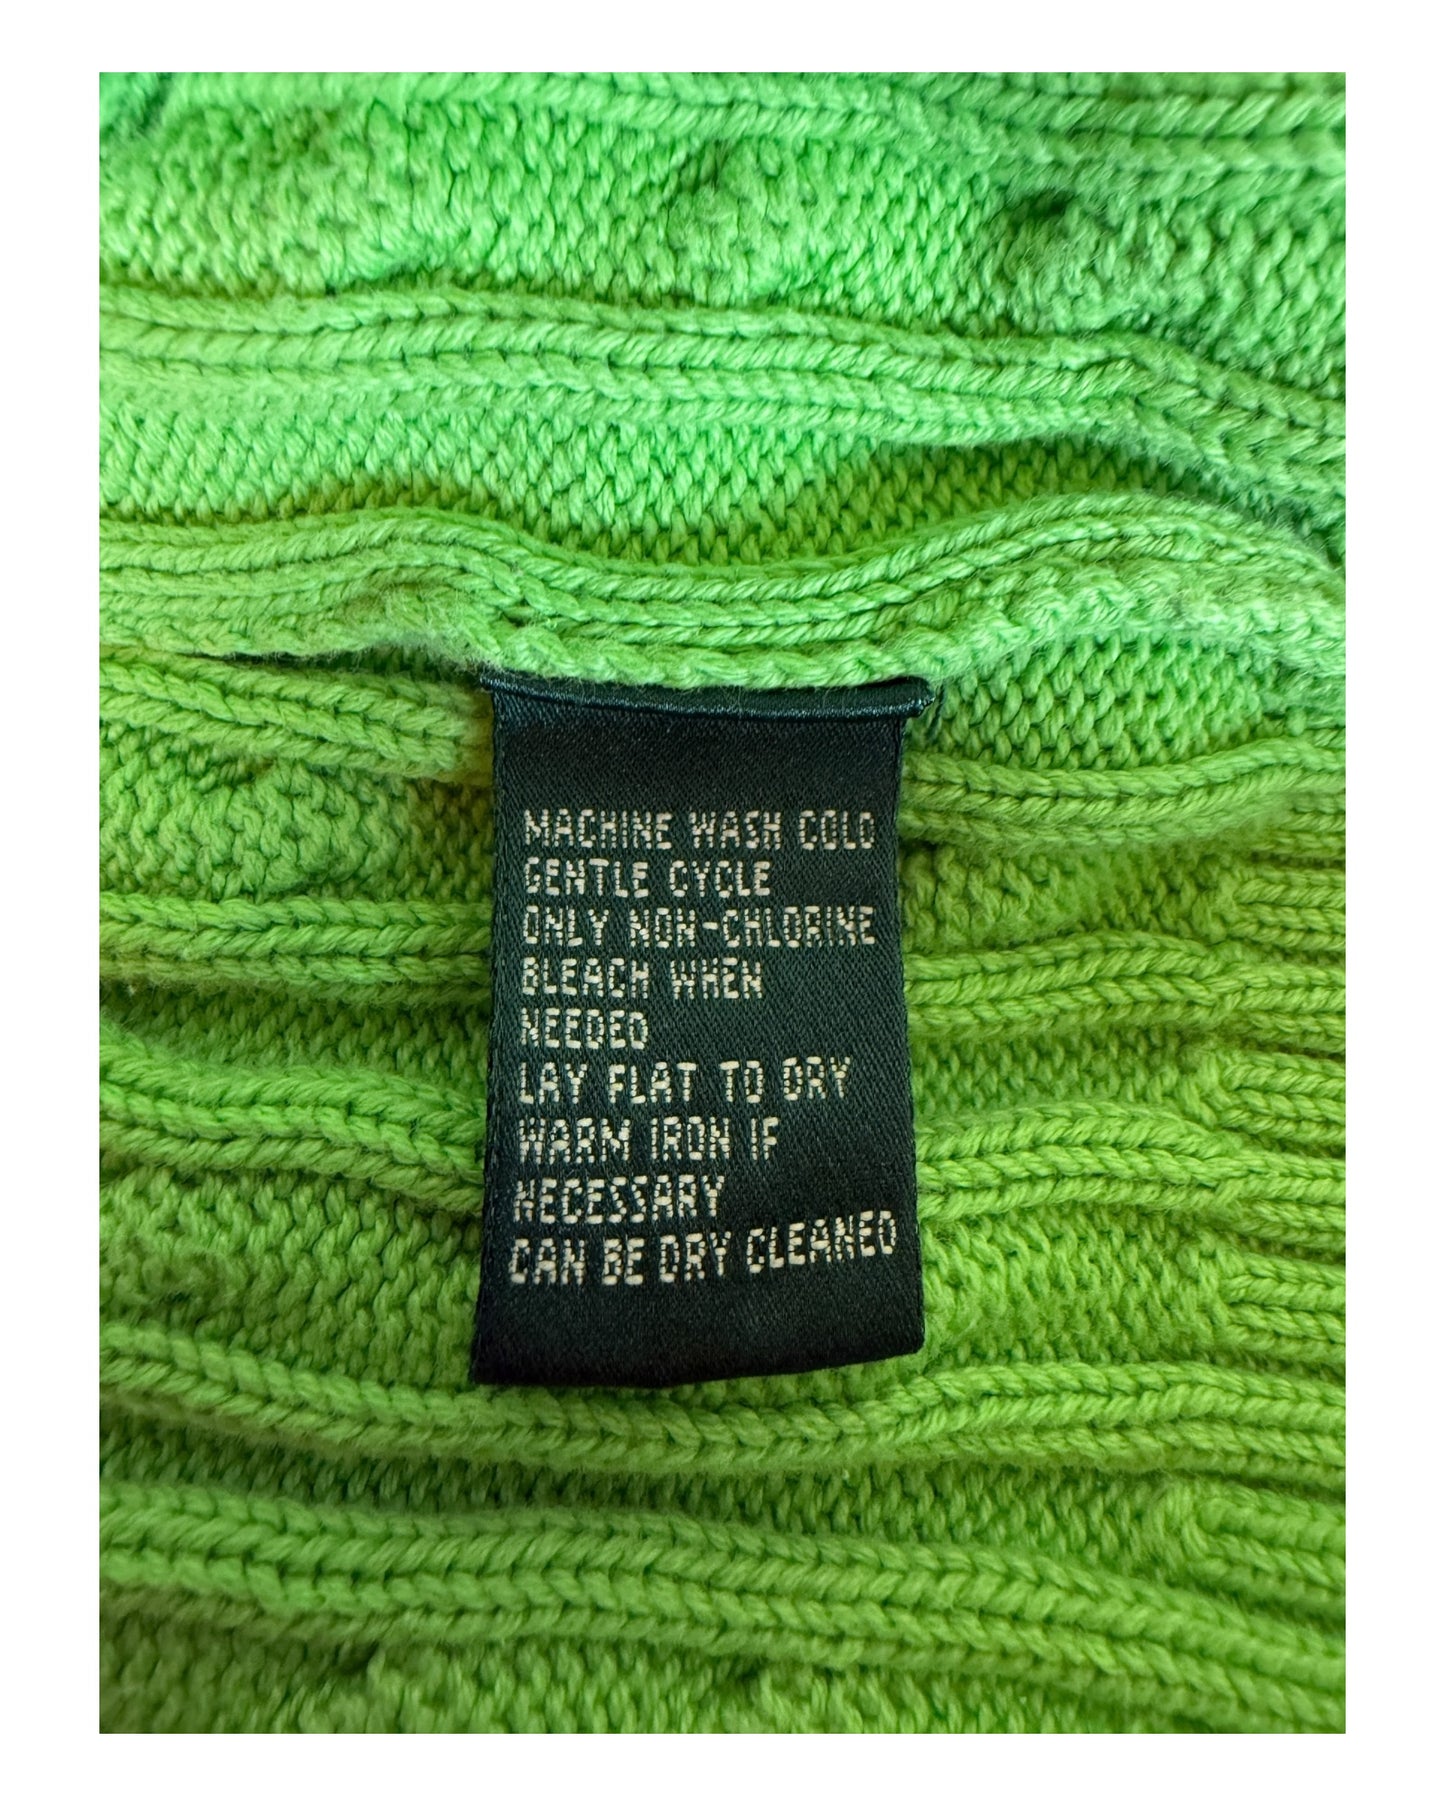 MACHINE WASH COLD
GENTLE CYCLE
ONLY NON-CHLORINE
BLEACH WHEN
NEEDED
LAY FLAT TO DRY
WARM IRON IF
NECESSARY
CAN BE DRY CLEANED